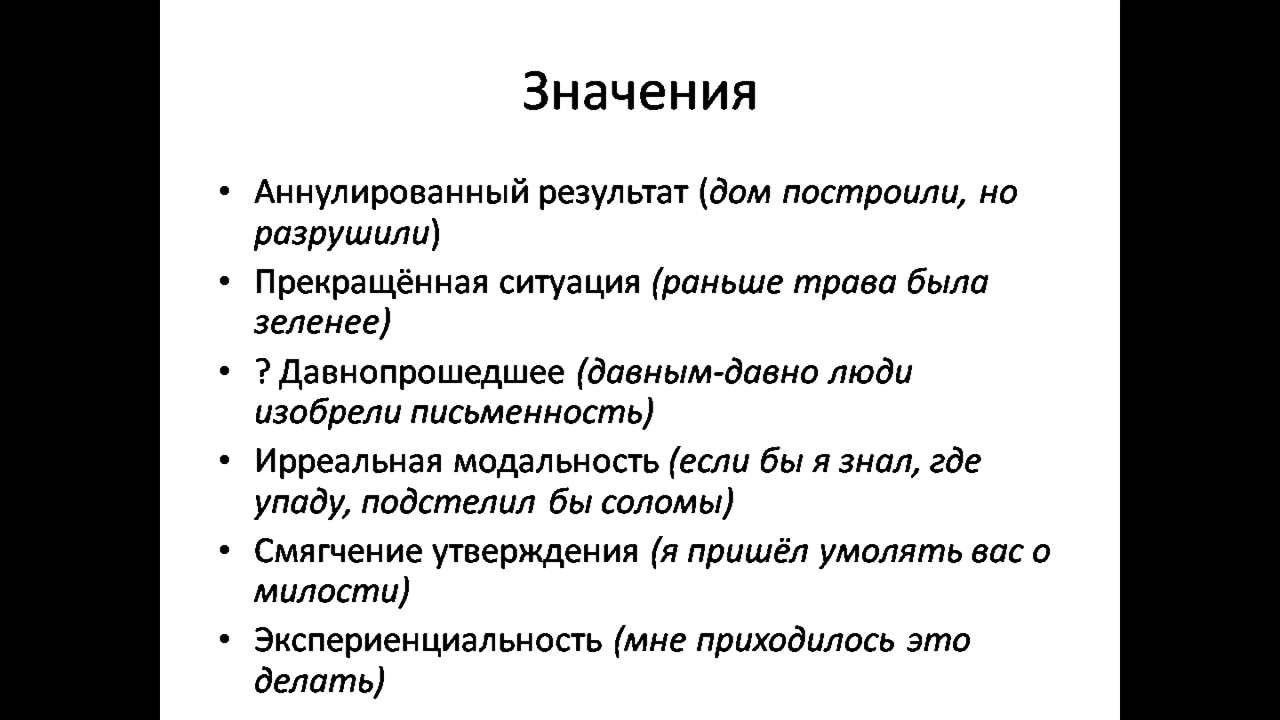 Значения
• Аннулированный результат (дом построили, но
разрушили)
• Прекращённая ситуация (раньше трава была
зеленее)
• ? Давнопрошедшее (давным-давно люди
изобрели письменность)
• Ирреальная модальность (если бы я знал, где
упаду, подстелил бы соломы)
• Смягчение утверждения (я пришёл умолять вас о
милости)
• Экспериенциальность (мне приходилось это
делать)